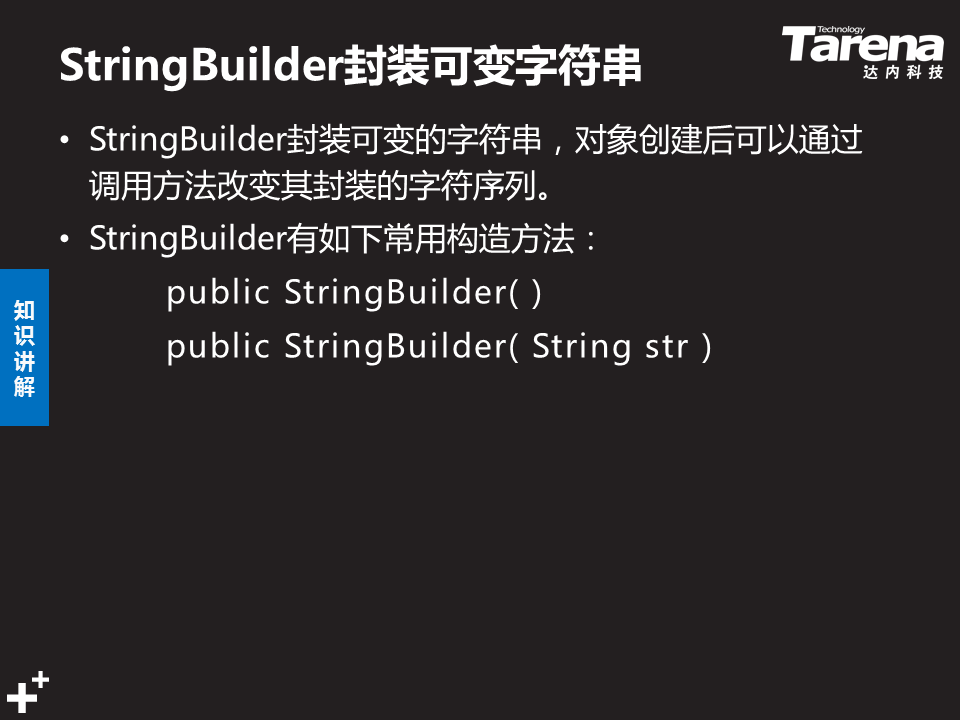 StringBuilder封装可变字符串
Technology
Tarena
达内科技
• StringBuilder封装可变的字符串，对象创建后可以通过
调用方法改变其封装的字符序列。
• StringBuilder有如下常用构造方法：
public StringBuilder( )
public StringBuilder( String str )
知
识
讲
解